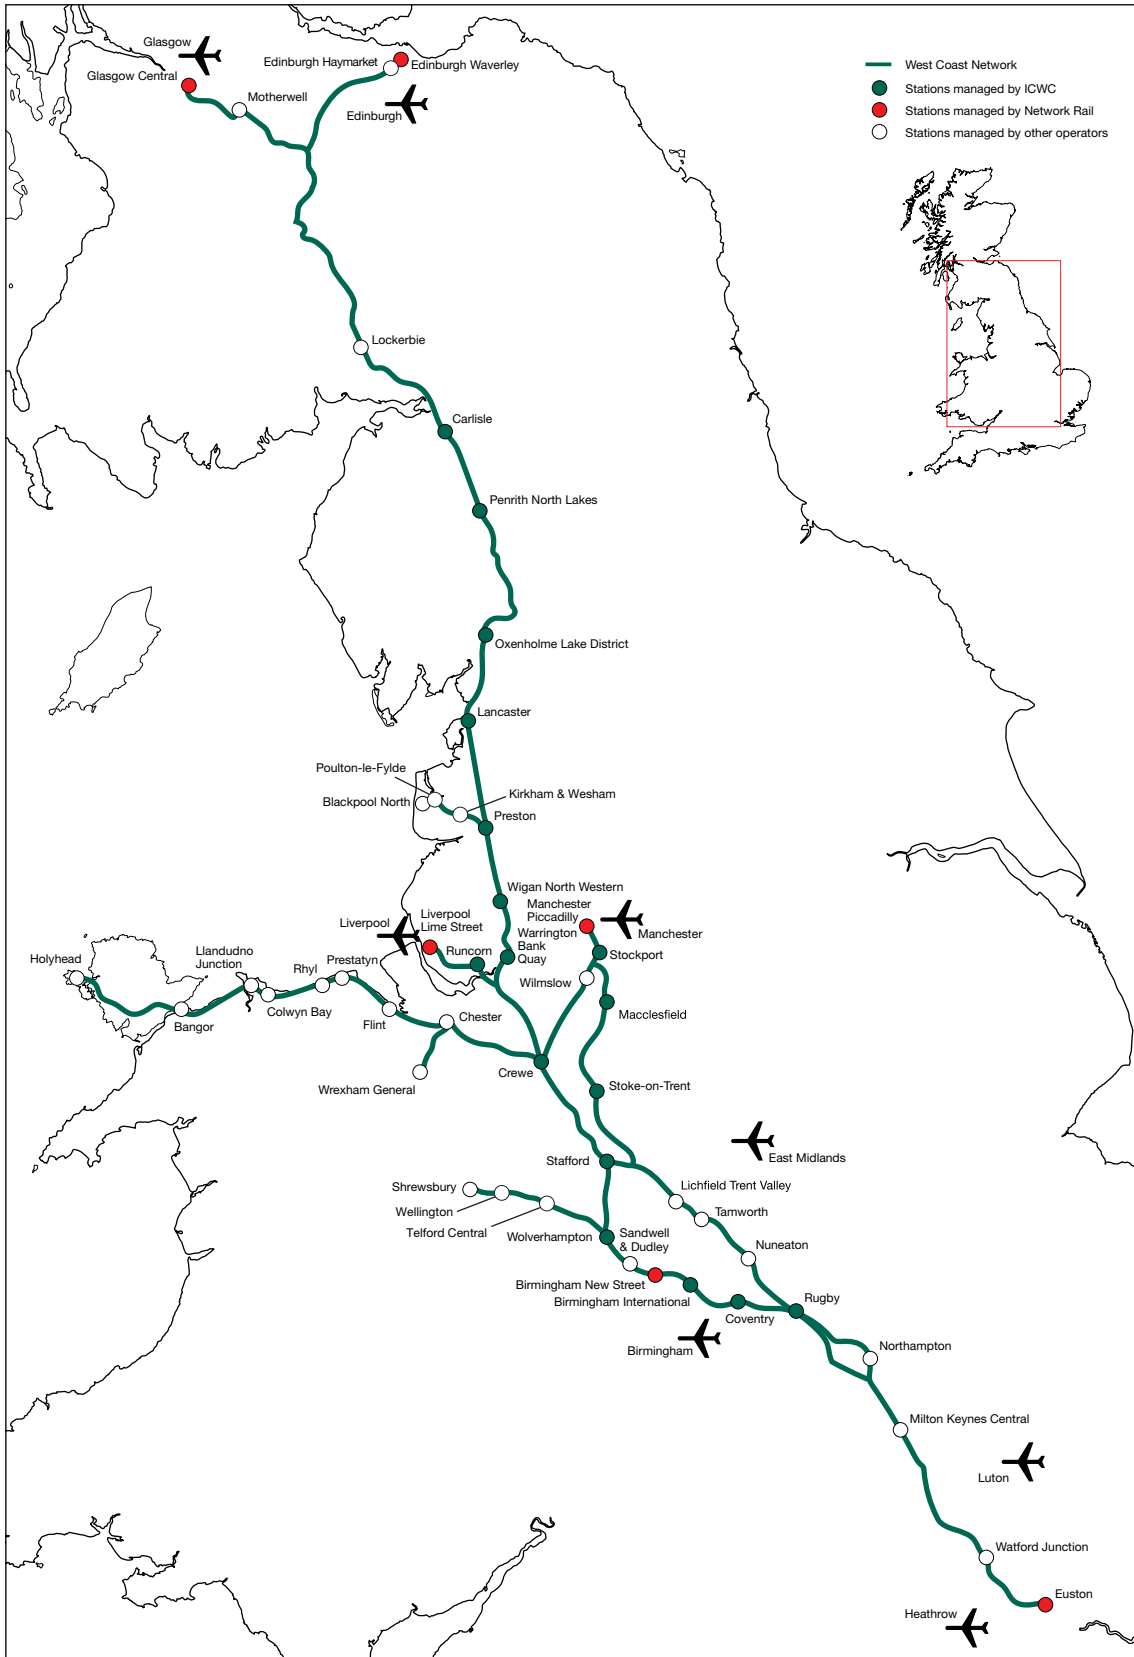 Glasgow
Glasgow Central
Motherwell
Edinburgh Haymarket
Edinburgh Waverley
Edinburgh
West Coast Network
Stations managed by ICWC
Stations managed by Network Rail
Stations managed by other operators
Lockerbie
Carlisle
Penrith North Lakes
Oxenholme Lake District
Lancaster
Poulton-le-Fylde
Blackpool North
Kirkham & Wesham
Preston
Wigan North Western
Manchester
Piccadilly
Manchester
Warrington
Bank
Quay
Liverpool
Liverpool
Lime Street
Runcorn
Stockport
Wilmslow
Macclesfield
Holyhead
Bangor
Llandudno
Junction
Colwyn Bay
Rhyl
Prestatyn
Flint
Chester
Wrexham General
Crewe
Stoke-on-Trent
Stafford
East Midlands
Lichfield Trent Valley
Tamworth
Nuneaton
Shrewsbury
Wellington
Telford Central
Wolverhampton
Sandwell
& Dudley
Birmingham New Street
Birmingham International
Coventry
Rugby
Birmingham
Northampton
Milton Keynes Central
Luton
Watford Junction
Euston
Heathrow